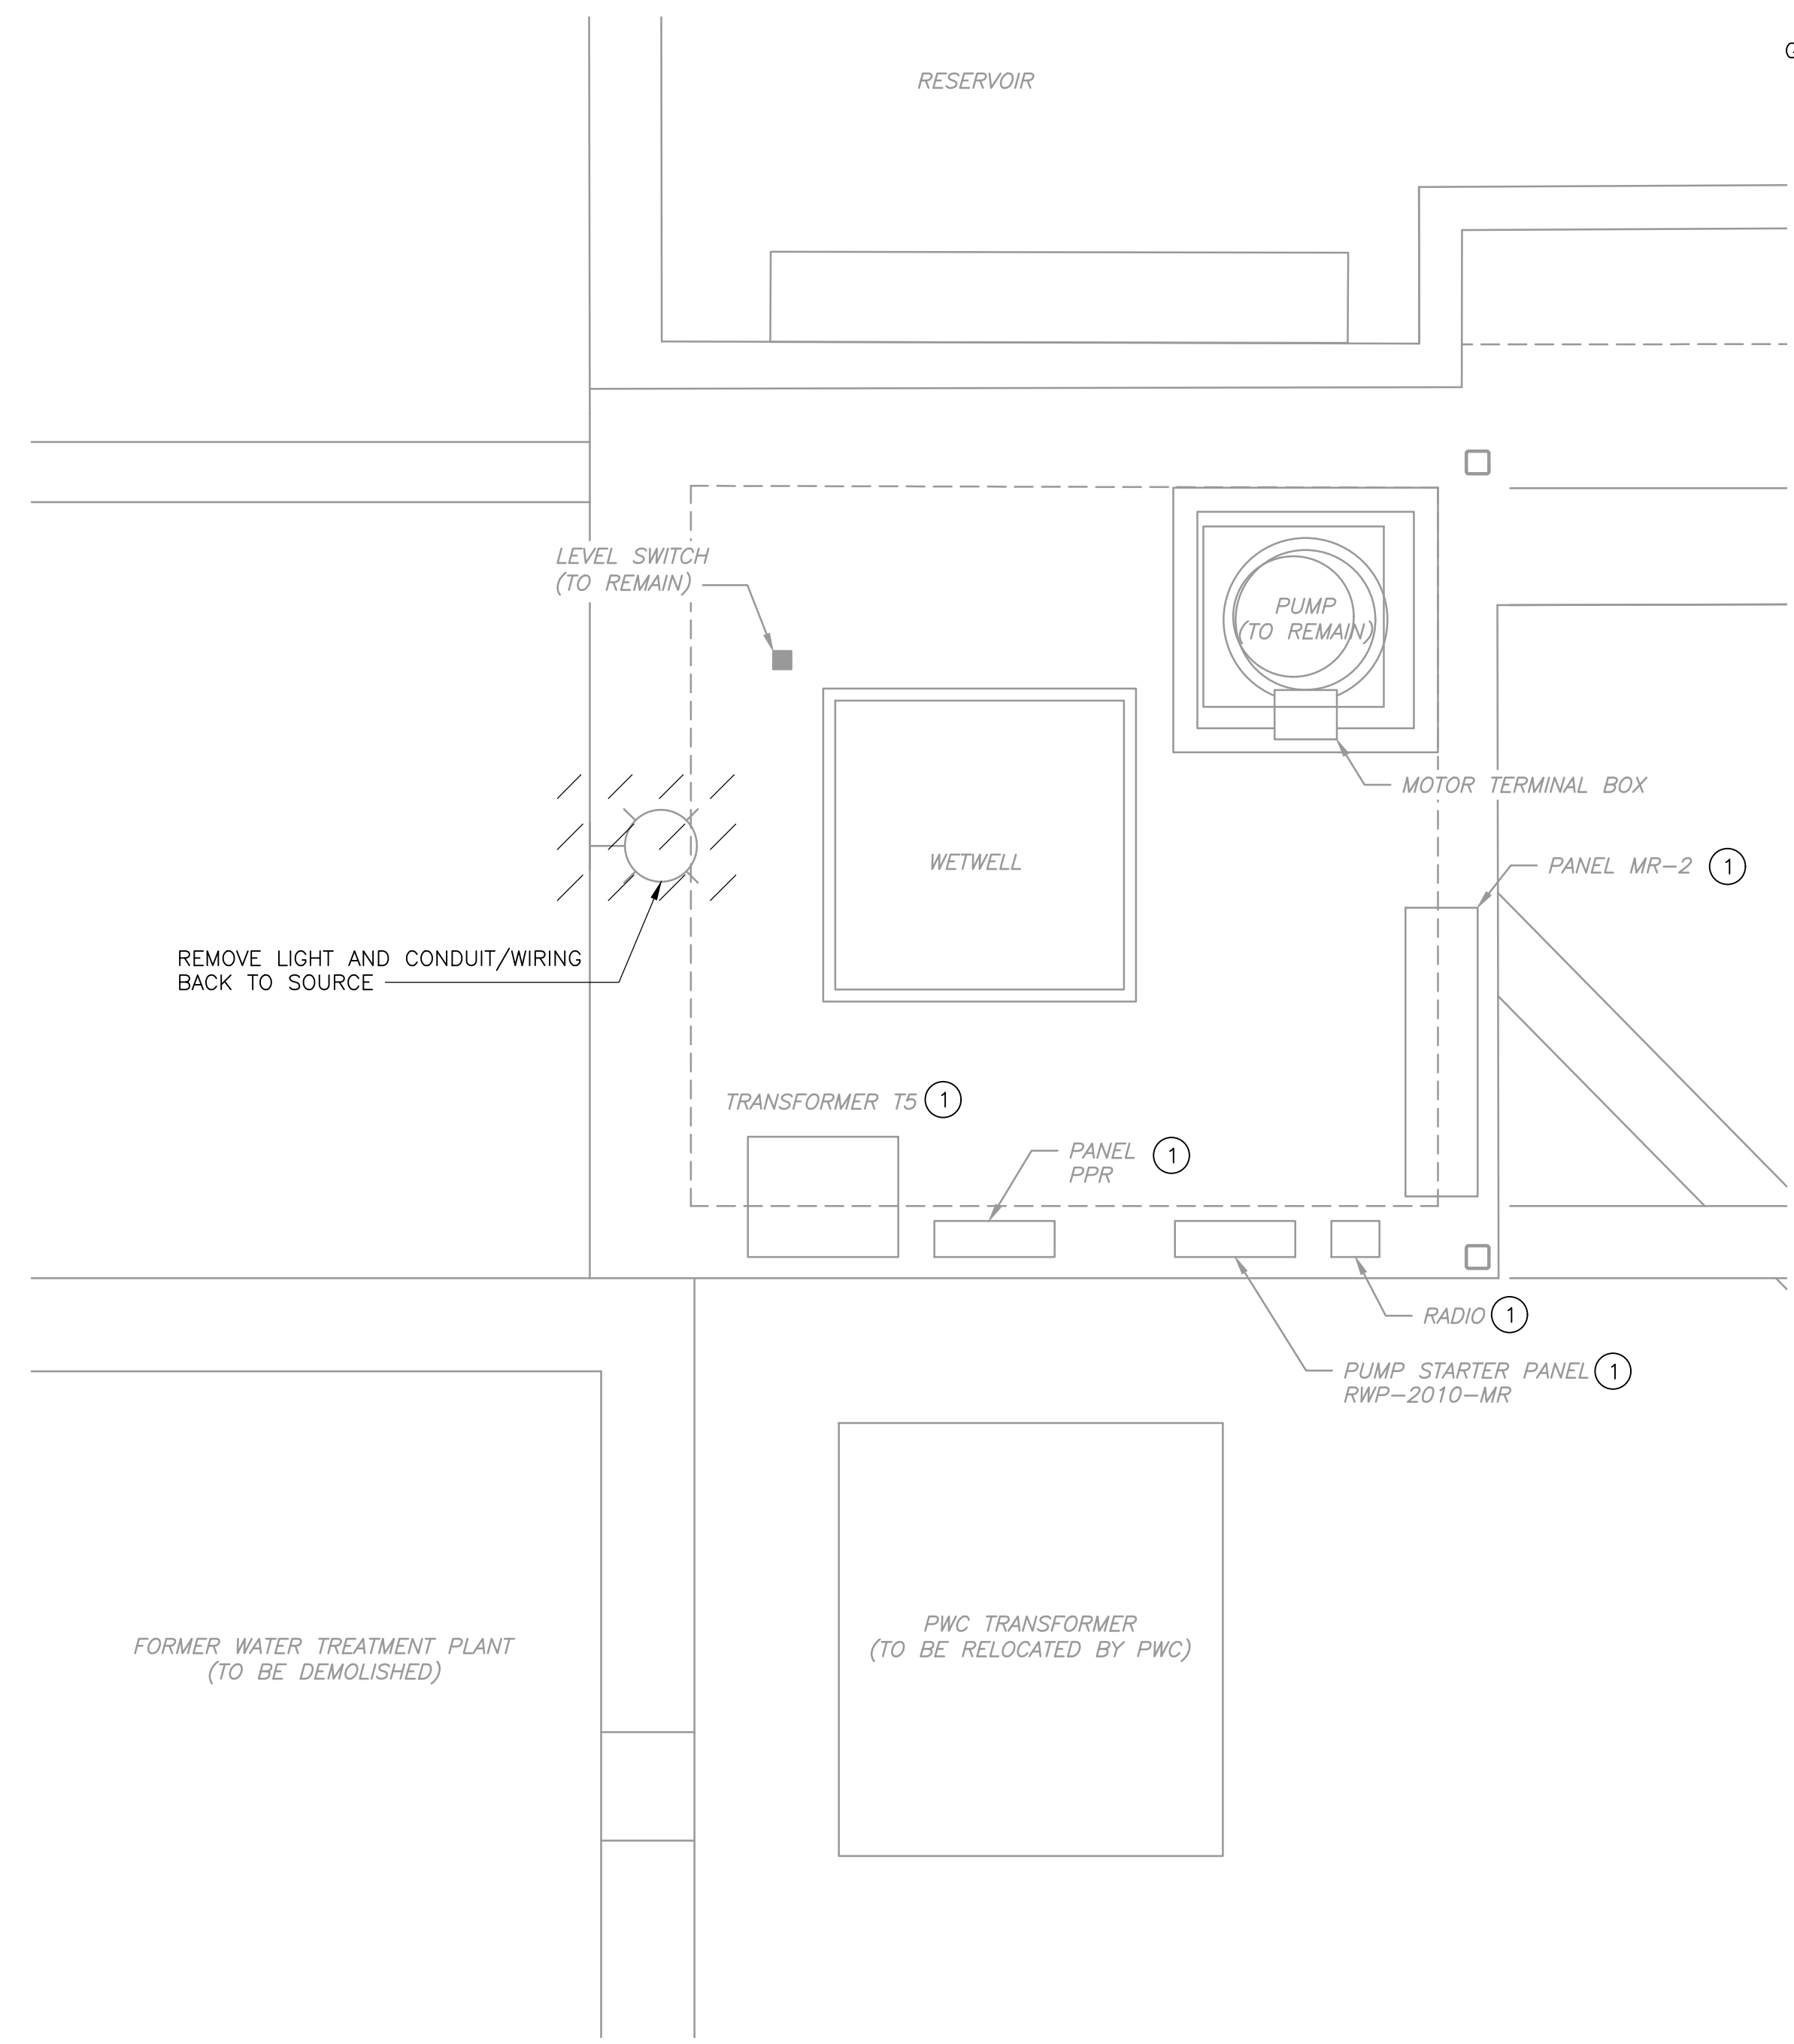 RESERVOIR
LEVEL SWITCH
(TO REMAIN)
PUMP
(TO REMAIN)
MOTOR TERMINAL BOX
WETWELL
PANEL MR-2 1
REMOVE LIGHT AND CONDUIT/WIRING
BACK TO SOURCE
TRANSFORMER T5 1
PANEL 1
PPR
RADIO 1
PUMP STARTER PANEL 1
RWP-2010-MR
PWC TRANSFORMER
(TO BE RELOCATED BY PWC)
FORMER WATER TREATMENT PLANT
(TO BE DEMOLISHED)